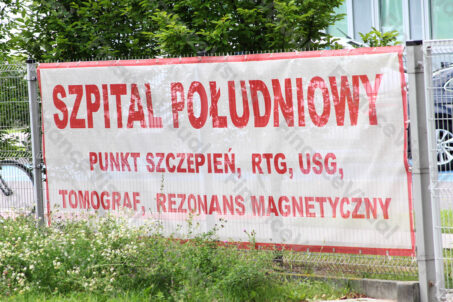 SZPITAL POŁUDNIOWY
PUNKT SZCZEPIEŃ, RTG, USG,
TOMOGRAF, REZONANS MAGNETYCZNY